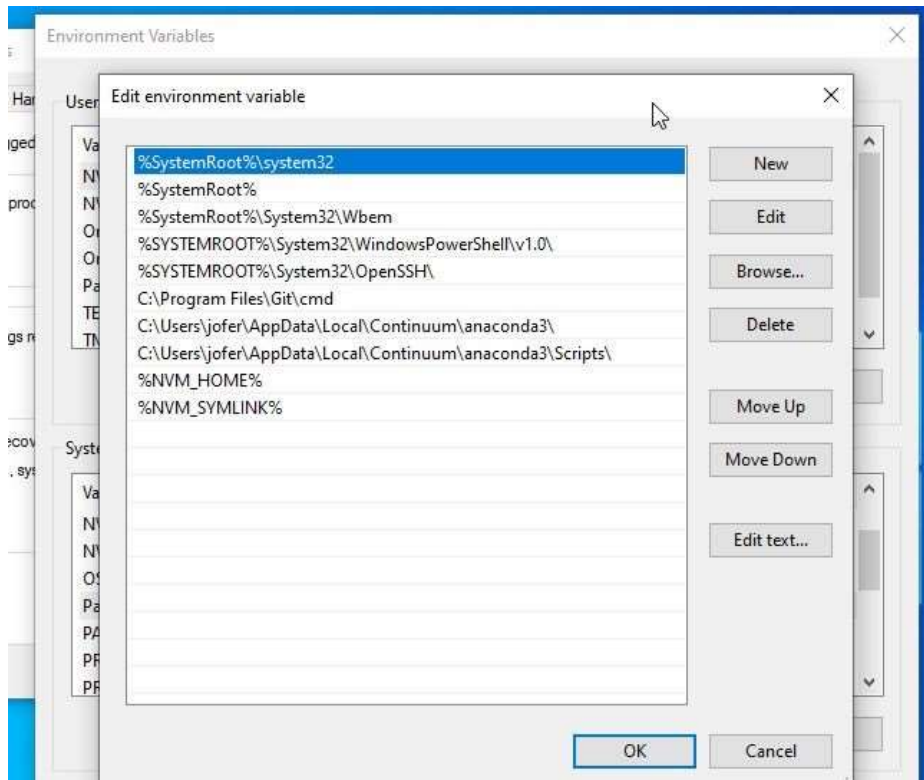 Environment Variables
Edit environment variable
User
%SystemRoot%\system32
%SystemRoot%
%SystemRoot%\System32\Wbem
%SYSTEMROOT%\System32\WindowsPowerShell\v1.0\
%SYSTEMROOT%\System32\OpenSSH\
C:\Program Files\Git\cmd
C:\Users\jofer\AppData\Local\Continuum\anaconda3\
C:\Users\jofer\AppData\Local\Continuum\anaconda3\Scripts\
%NVM_HOME%
%NVM_SYMLINK%
New
Edit
Browse...
Delete
Move Up
Move Down
Edit text...
OK
Cancel